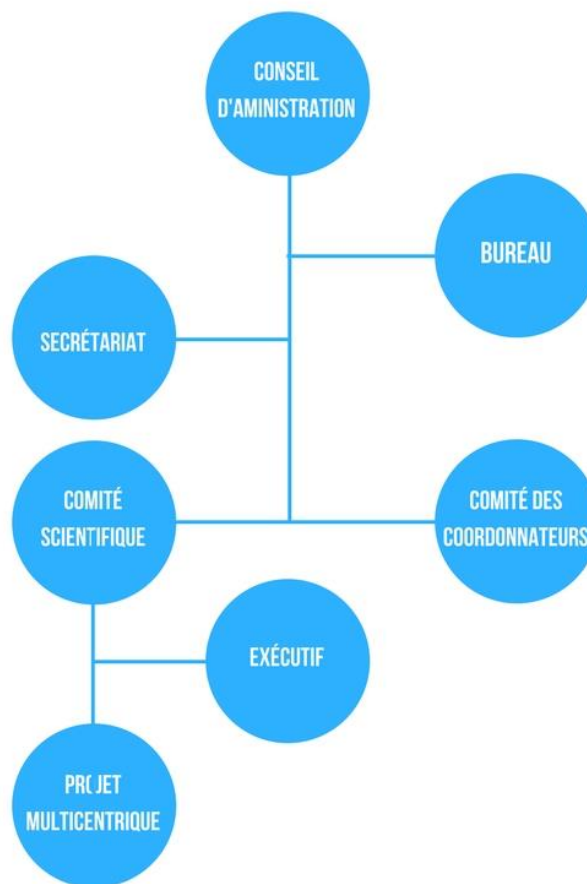 CONSEIL
D'AMINISTRATION
BUREAU
SECRÉTARIAT
COMITÉ
SCIENTIFIQUE
COMITÉ DES
COORDONNATEURS
EXÉCUTIF
PROJET
MULTICENTRIQUE